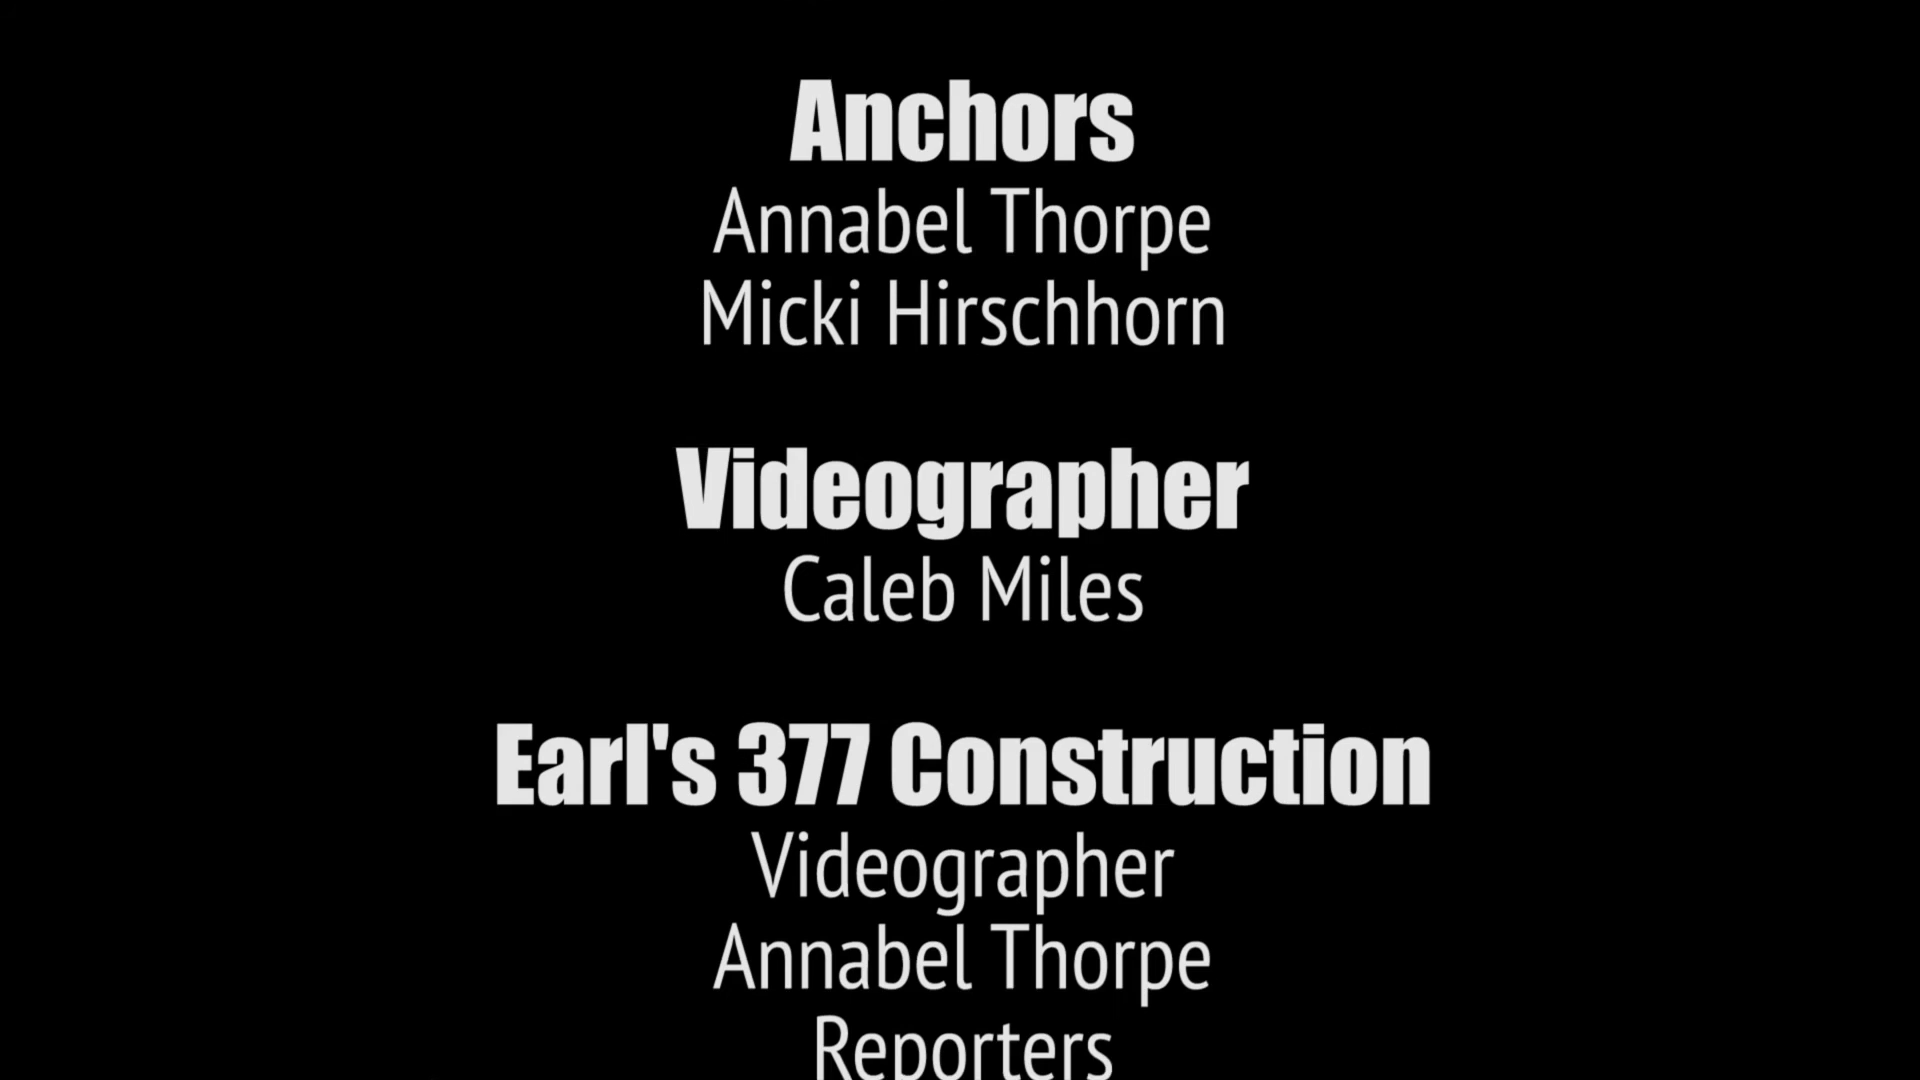 Anchors
Annabel Thorpe
Micki Hirschhorn
Videographer
Caleb Miles
Earl's 377 Construction
Videographer
Annabel Thorpe
Reporters